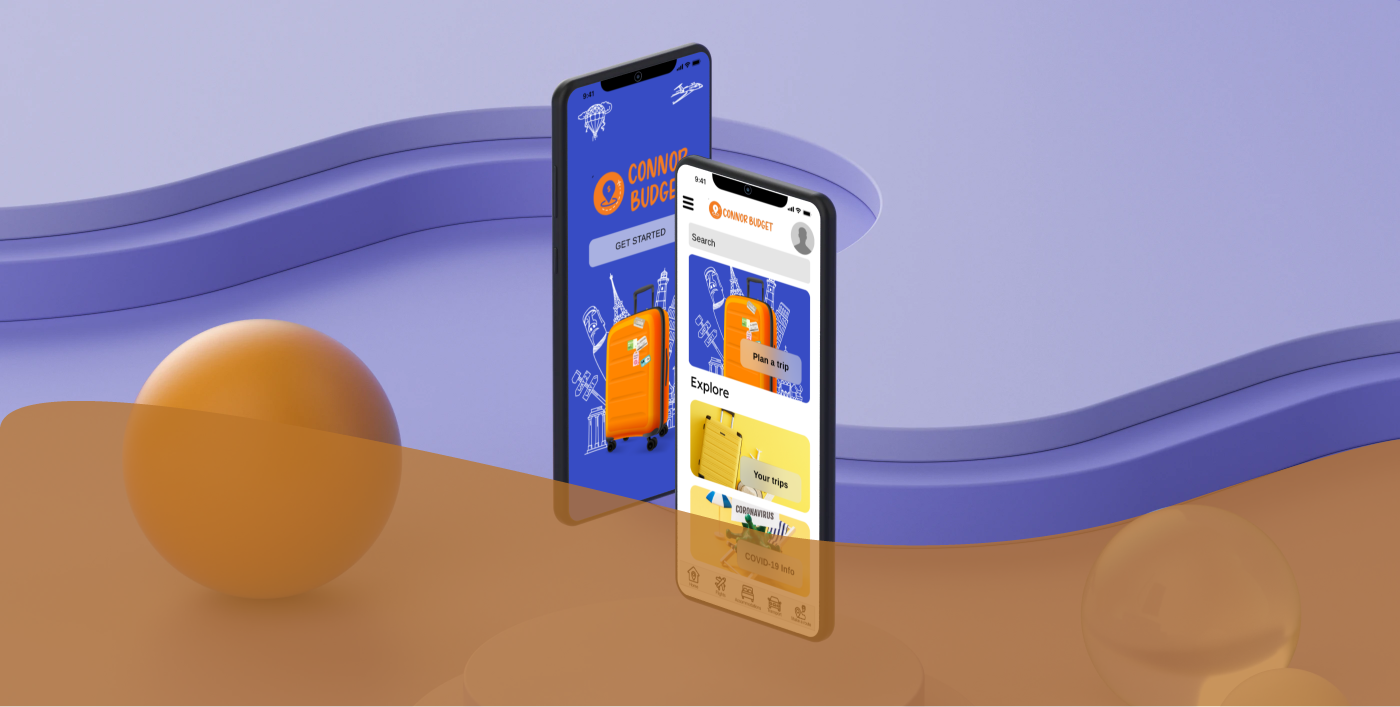 9:41
CONNOR
BUDGE
GET STARTED
9:41
CONNOR BUDGET
Search
Plan a trip
Explore
Your trips
CORONAVIRUS
COVID-19 Info